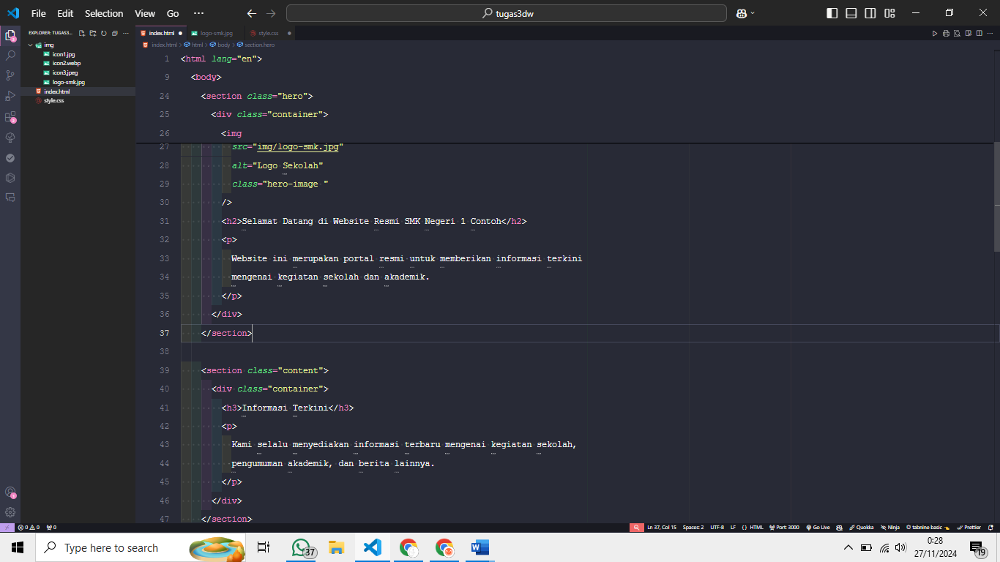 File Edit Selection View Go ··· tugas3dw
EXPLORER: TUGAS3... index.html logo-smk.jpg style.css
index.html > html > body > section.hero
img
icon1.jpg
icon2.webp
icon3.jpeg
logo-smk.jpg
index.html
style.css
1 <html lang="en">
9 <body>
24 <section class="hero">
25 <div class="container">
26 <img
27 src="img/logo-smk.jpg"
28 alt="Logo Sekolah"
29 class="hero-image "
30 />
31 <h2>Selamat Datang di Website Resmi SMK Negeri 1 Contoh</h2>
32 <p>
33 Website ini merupakan portal resmi untuk memberikan informasi terkini
34 mengenai kegiatan sekolah dan akademik.
35 </p>
36 </div>
37 </section>
38
39 <section class="content">
40 <div class="container">
41 <h3>Informasi Terkini</h3>
42 <p>
43 Kami selalu menyediakan informasi terbaru mengenai kegiatan sekolah,
44 pengumuman akademik, dan berita lainnya.
45 </p>
46 </div>
47 </section>
0 0 0 Ln 37, Col 15 Spaces: 2 UTF-8 LF {} HTML Port: 3000 Go Live Quokka Ninja tabnine basic Prettier
Type here to search 37 0:28
27/11/2024 19